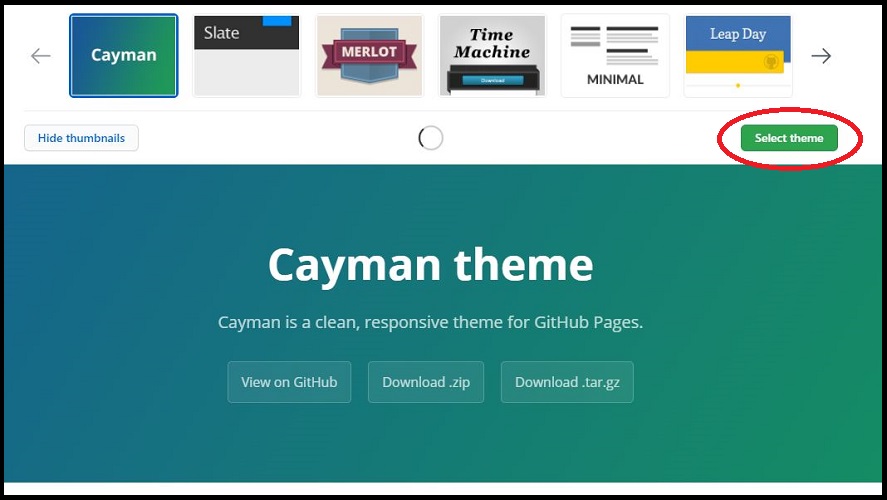 Cayman
Slate
MERLOT
Time
Machine
Download
MINIMAL
Leap Day
Hide thumbnails
Select theme
Cayman theme
Cayman is a clean, responsive theme for GitHub Pages.
View on GitHub
Download .zip
Download .tar.gz